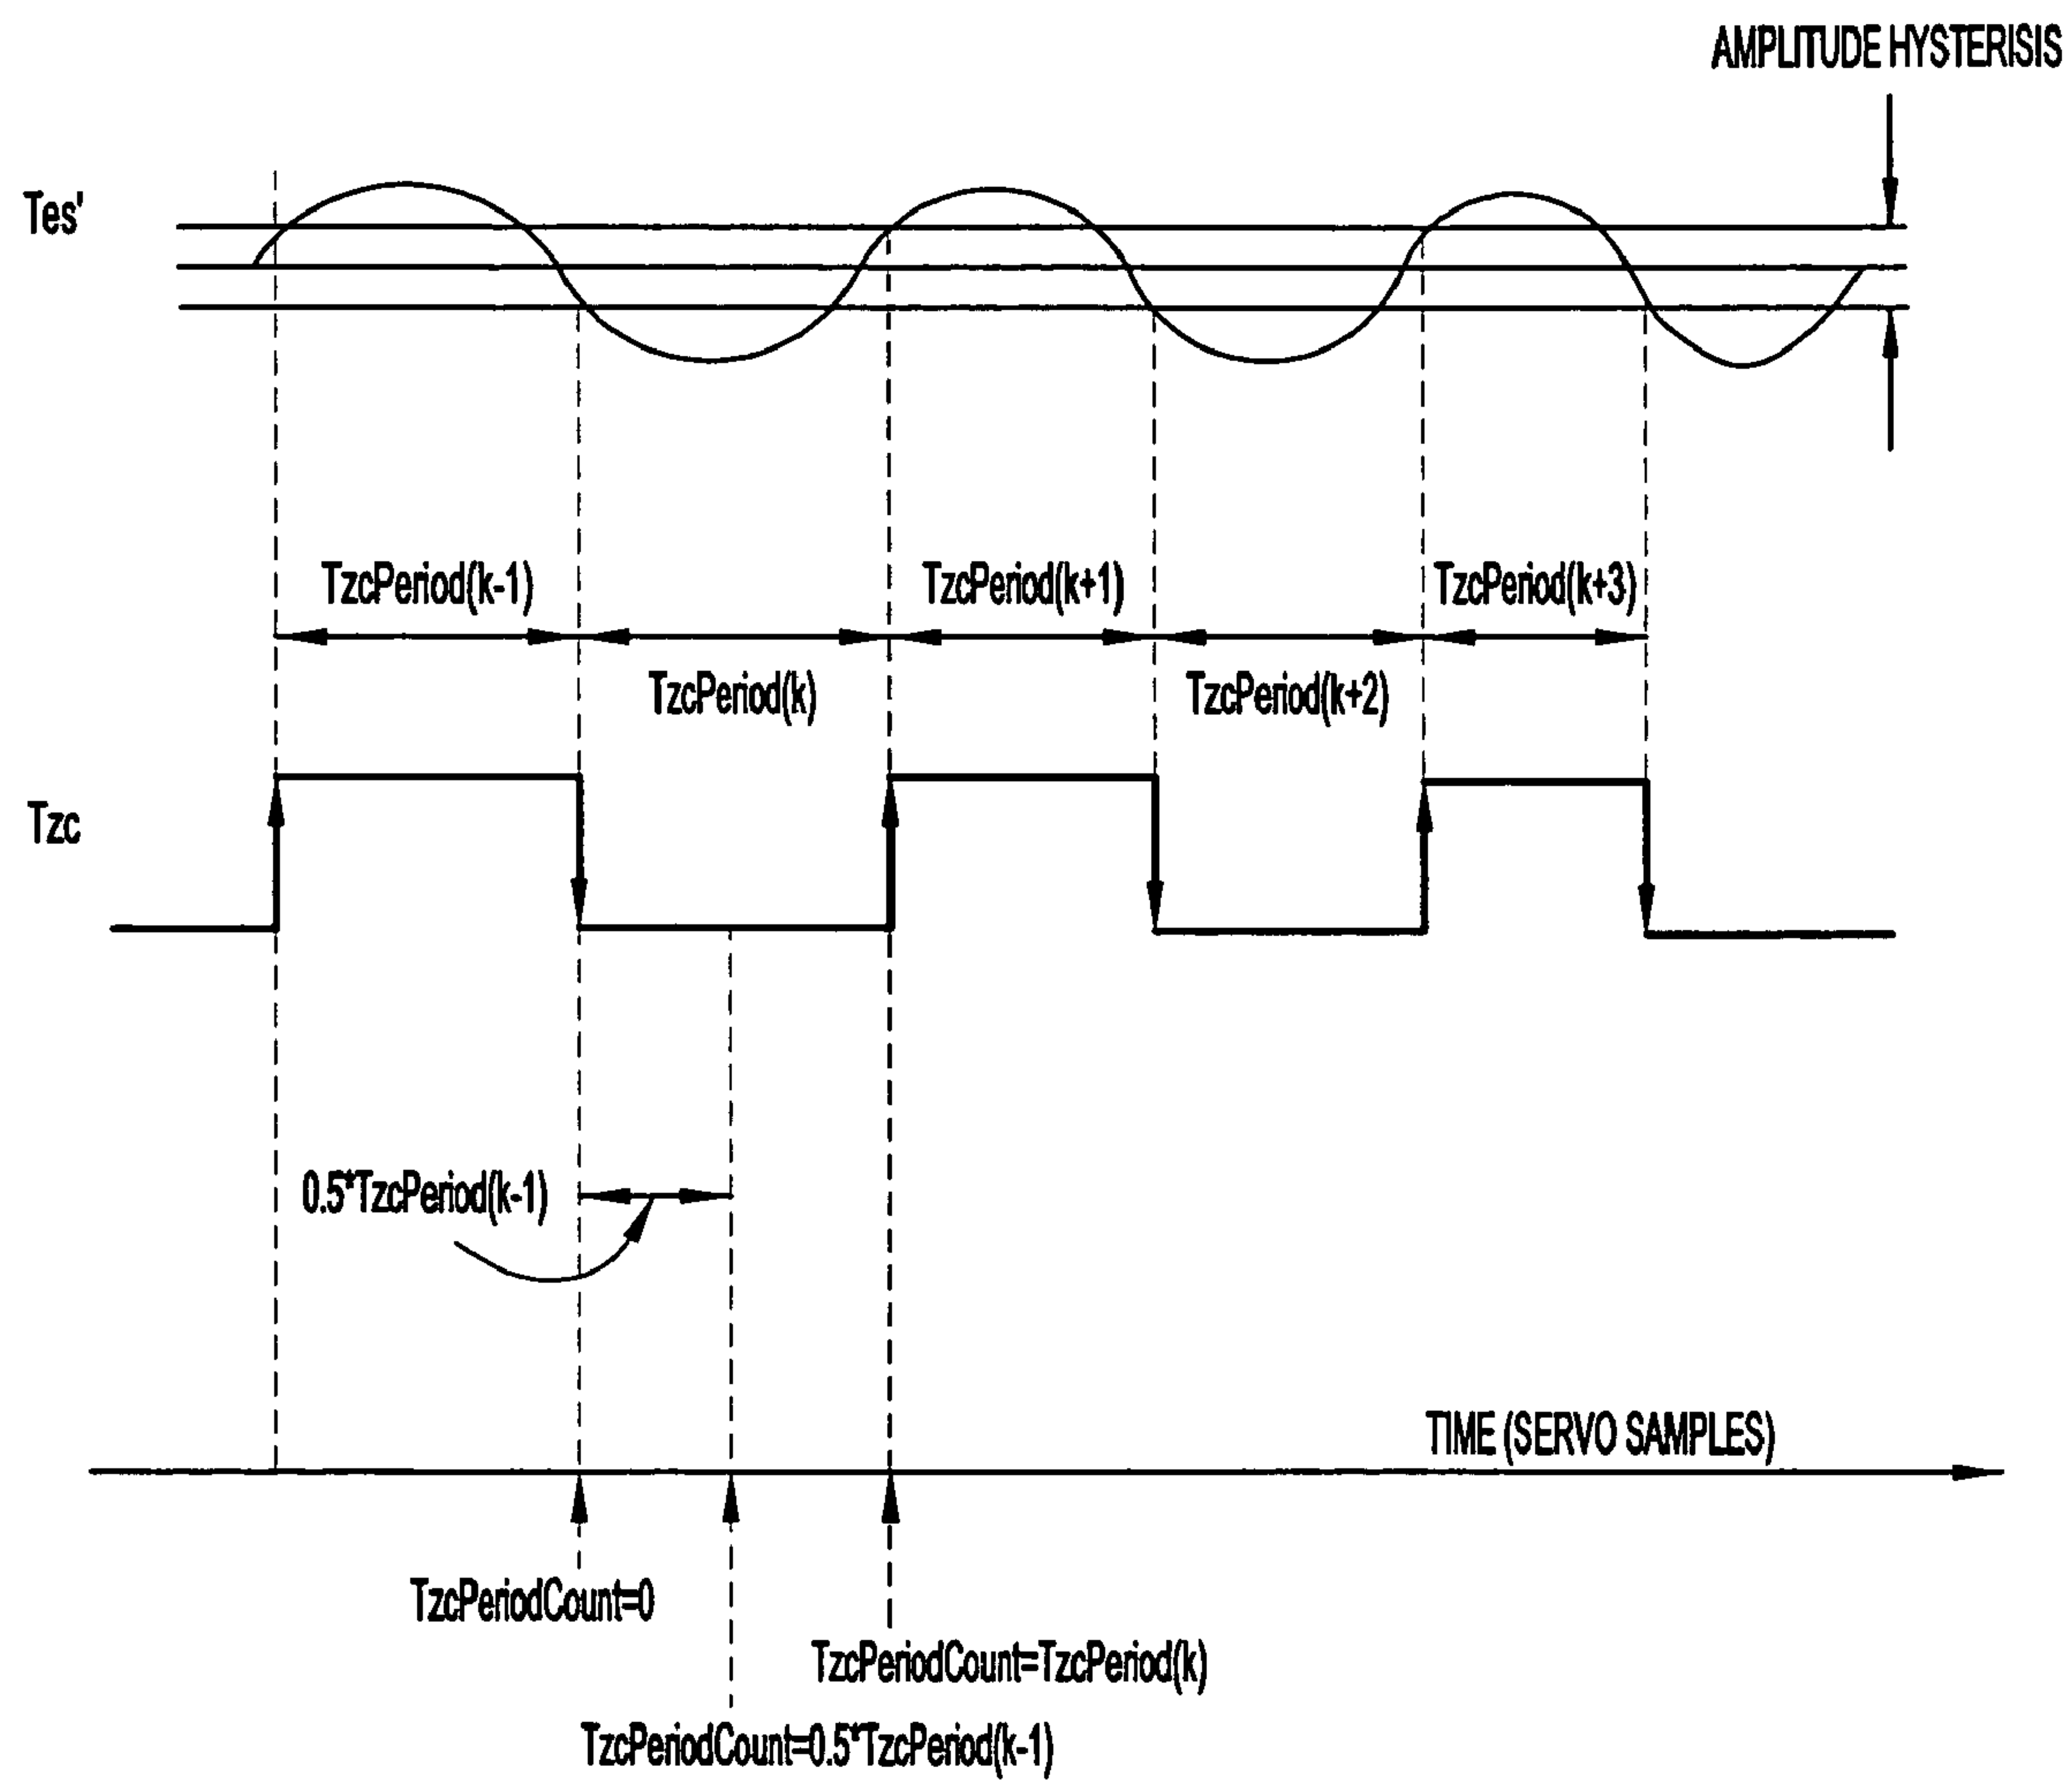 AMPLITUDE HYSTERISIS
Tes'
TzcPeriod(k-1)
TzcPeriod(k+1)
TzcPeriod(k+3)
TzcPeriod(k)
TzcPeriod(k+2)
Tzc
0.5*TzcPeriod(k-1)
TIME (SERVO SAMPLES)
TzcPeriodCount=0
TzcPeriodCount=TzcPeriod(k)
TzcPeriodCount=0.5*TzcPeriod(k-1)